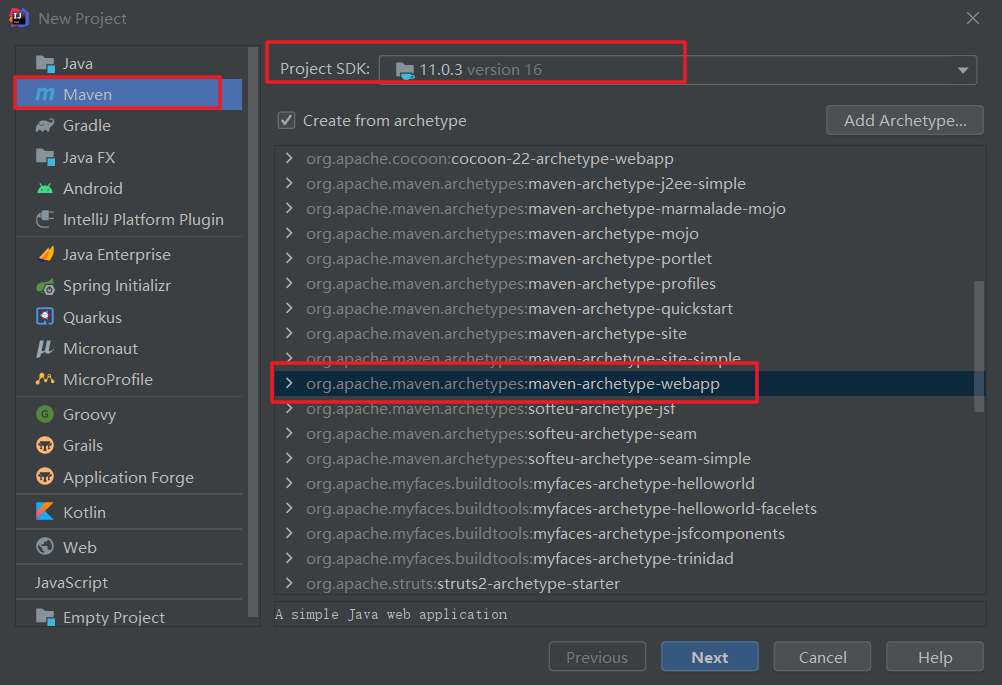 New Project
Java
Maven
Gradle
Java FX
Android
IntelliJ Platform Plugin
Java Enterprise
Spring Initializr
Quarkus
Micronaut
MicroProfile
Groovy
Grails
Application Forge
Kotlin
Web
JavaScript
Empty Project
Project SDK: 11.0.3 version 16
Create from archetype Add Archetype...
org.apache.cocoon:cocoon-22-archetype-webapp
org.apache.maven.archetypes:maven-archetype-j2ee-simple
org.apache.maven.archetypes:maven-archetype-marmalade-mojo
org.apache.maven.archetypes:maven-archetype-mojo
org.apache.maven.archetypes:maven-archetype-portlet
org.apache.maven.archetypes:maven-archetype-profiles
org.apache.maven.archetypes:maven-archetype-quickstart
org.apache.maven.archetypes:maven-archetype-site
org.apache.maven.archetypes:maven-archetype-site-simple
org.apache.maven.archetypes:maven-archetype-webapp
org.apache.maven.archetypes:softeu-archetype-jsf
org.apache.maven.archetypes:softeu-archetype-seam
org.apache.maven.archetypes:softeu-archetype-seam-simple
org.apache.myfaces.buildtools:myfaces-archetype-helloworld
org.apache.myfaces.buildtools:myfaces-archetype-helloworld-facelets
org.apache.myfaces.buildtools:myfaces-archetype-jsfcomponents
org.apache.myfaces.buildtools:myfaces-archetype-trinidad
org.apache.struts:struts2-archetype-starter
A simple Java web application
Previous Next Cancel Help